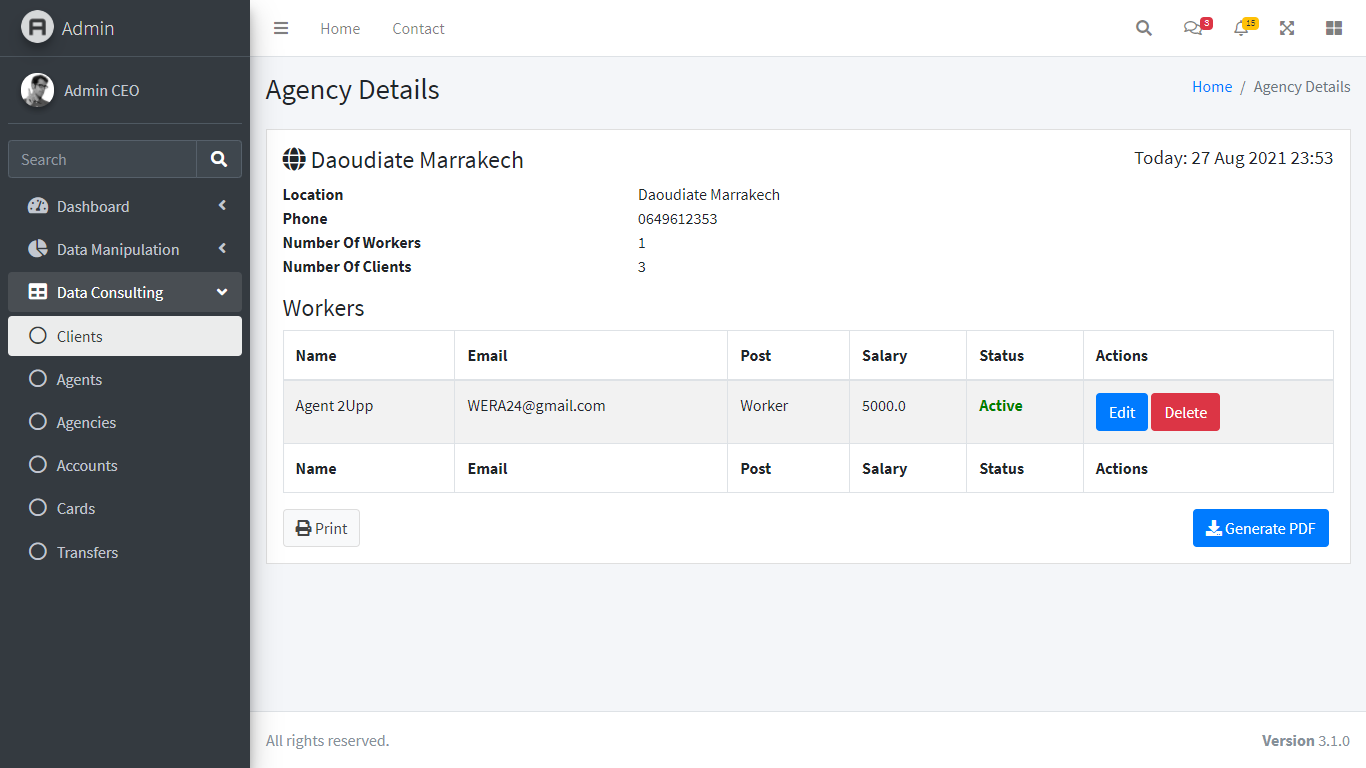 Admin
Admin CEO
Search
Dashboard
Data Manipulation
Data Consulting
Clients
Agents
Agencies
Accounts
Cards
Transfers
Home Contact 3 15
Agency Details
Home / Agency Details
Daoudiate Marrakech
Today: 27 Aug 2021 23:53
Location Daoudiate Marrakech
Phone 0649612353
Number Of Workers 1
Number Of Clients 3
Workers
Name Email Post Salary Status Actions
Agent 2Upp WERA24@gmail.com Worker 5000.0 Active Edit Delete
Name Email Post Salary Status Actions
Print Generate PDF
All rights reserved. Version 3.1.0